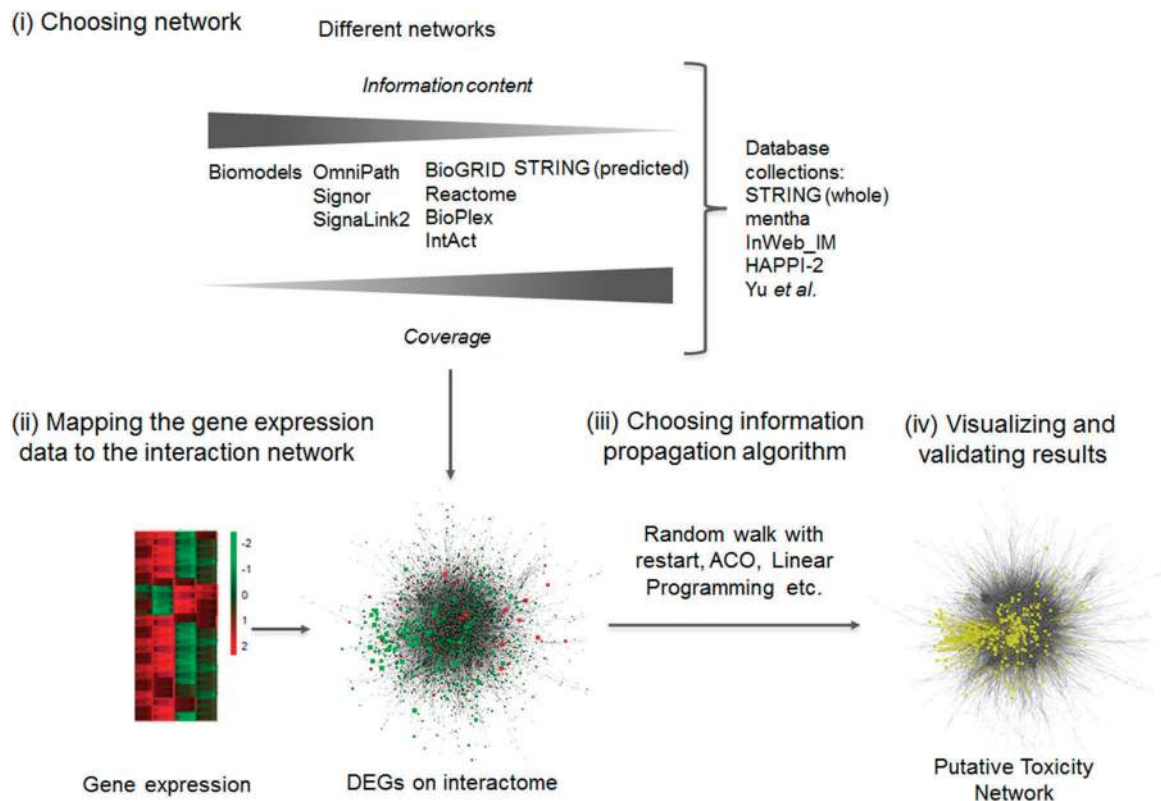 (i) Choosing network
Different networks
Information content
Biomodels
OmniPath
Signor
SignaLink2
BioGRID
Reactome
BioPlex
IntAct
STRING (predicted)
Coverage
Database
collections:
STRING (whole)
mentha
InWeb_IM
HAPPI-2
Yu et al.
(ii) Mapping the gene expression
data to the interaction network
-2
-1
0
1
2
Gene expression
DEGs on interactome
(iii) Choosing information
propagation algorithm
Random walk with
restart, ACO, Linear
Programming etc.
(iv) Visualizing and
validating results
Putative Toxicity
Network